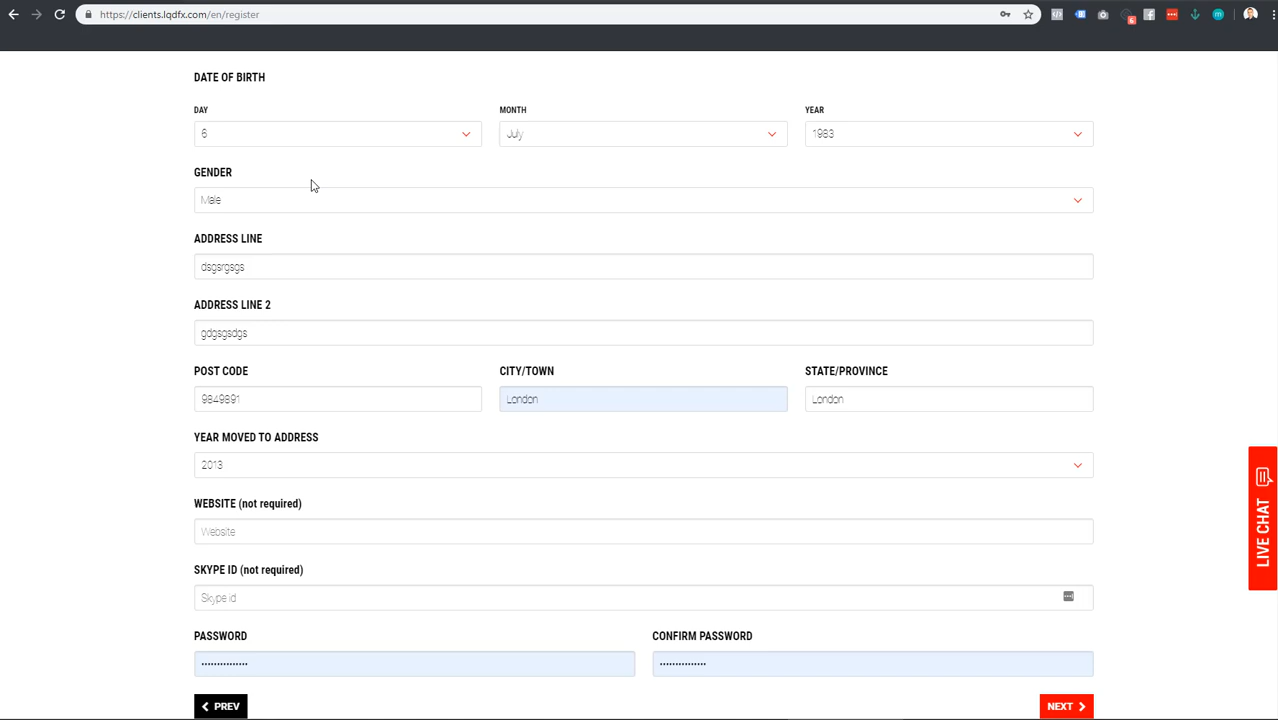 https://clients.lqdfx.com/en/register
6
DATE OF BIRTH
DAY MONTH YEAR
6 July 1983
GENDER
Male
ADDRESS LINE
dsgsrgsgs
ADDRESS LINE 2
gdgsgsdgs
POST CODE CITY/TOWN STATE/PROVINCE
9849891 London London
YEAR MOVED TO ADDRESS
2013
WEBSITE (not required)
Website
SKYPE ID (not required)
Skype id
PASSWORD CONFIRM PASSWORD
••••••••••••••• •••••••••••••••
PREV NEXT
LIVE CHAT